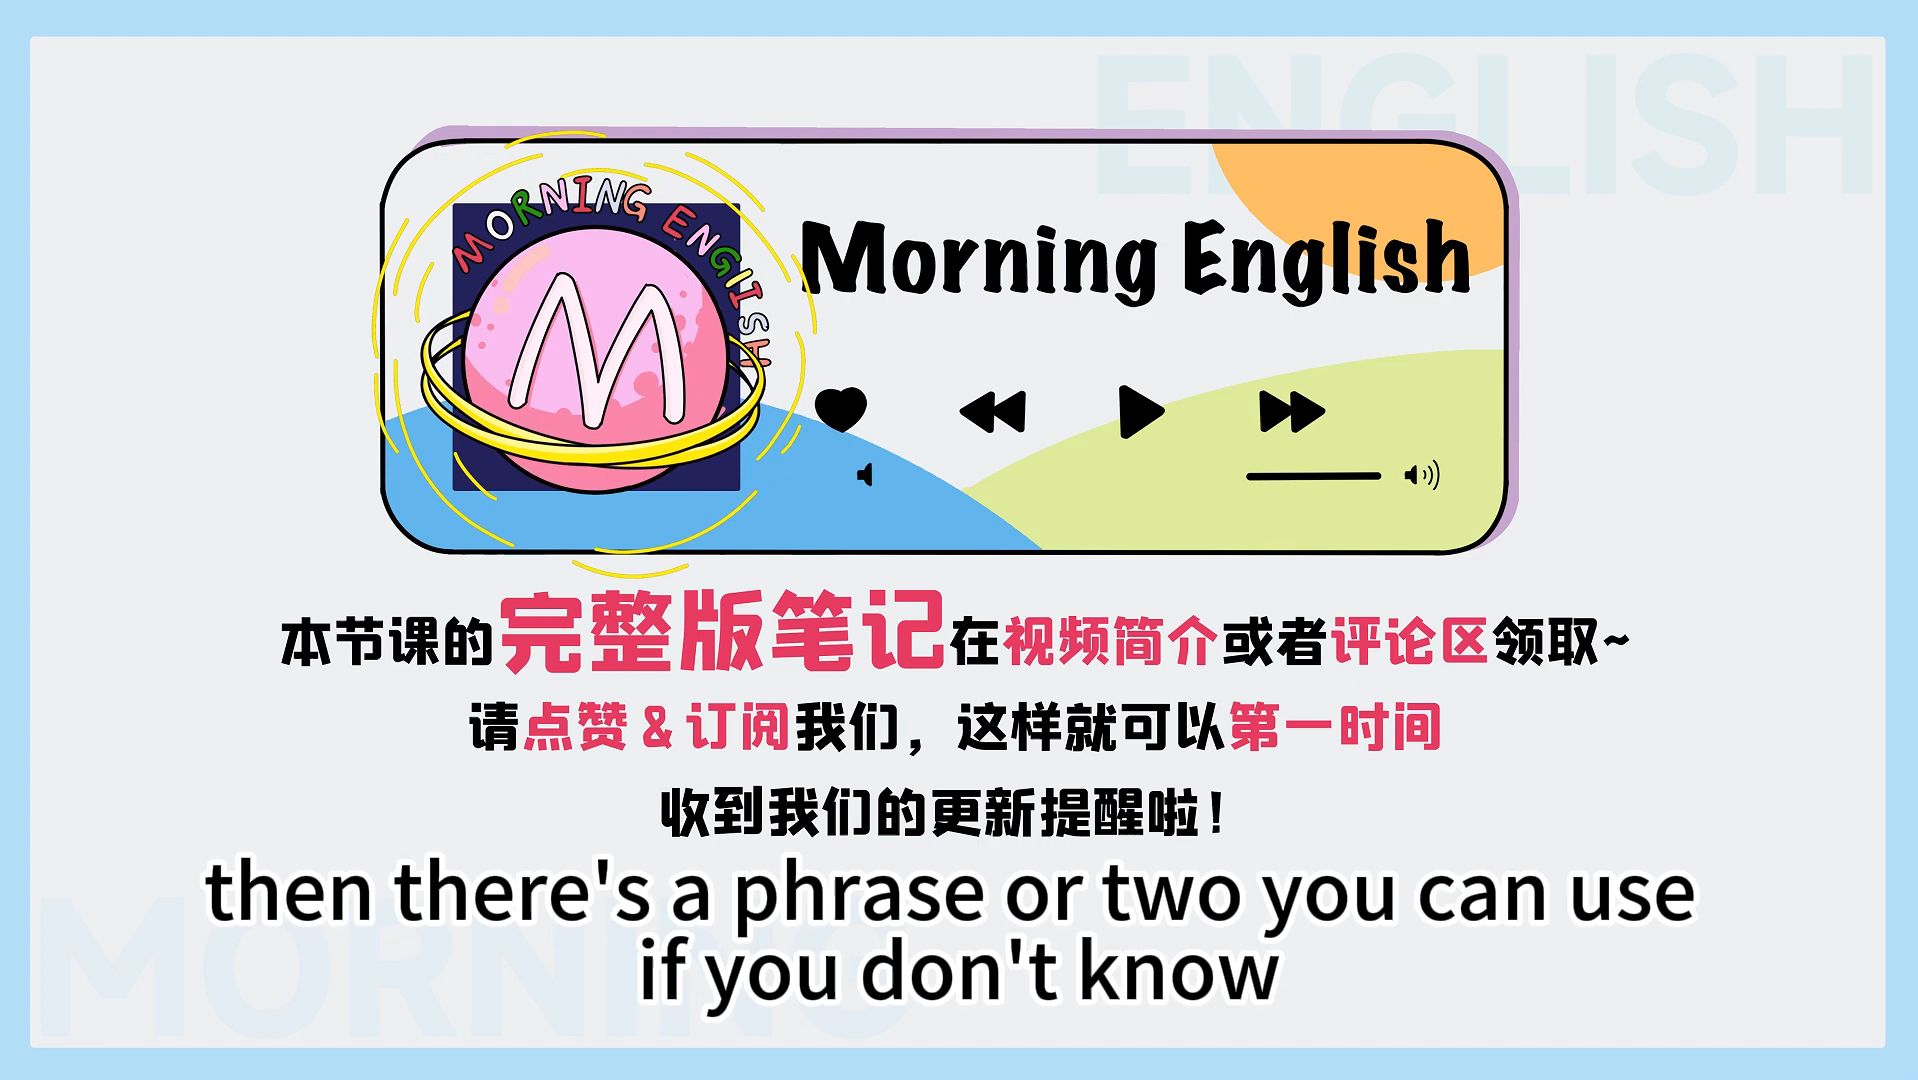 ENGLISH
MORNING ENGLISH
M
Morning English
本节课的完整版笔记在视频简介或者评论区领取~
请点赞&订阅我们，这样就可以第一时间
收到我们的更新提醒啦！
then there's a phrase or two you can use
if you don't know
MORNING